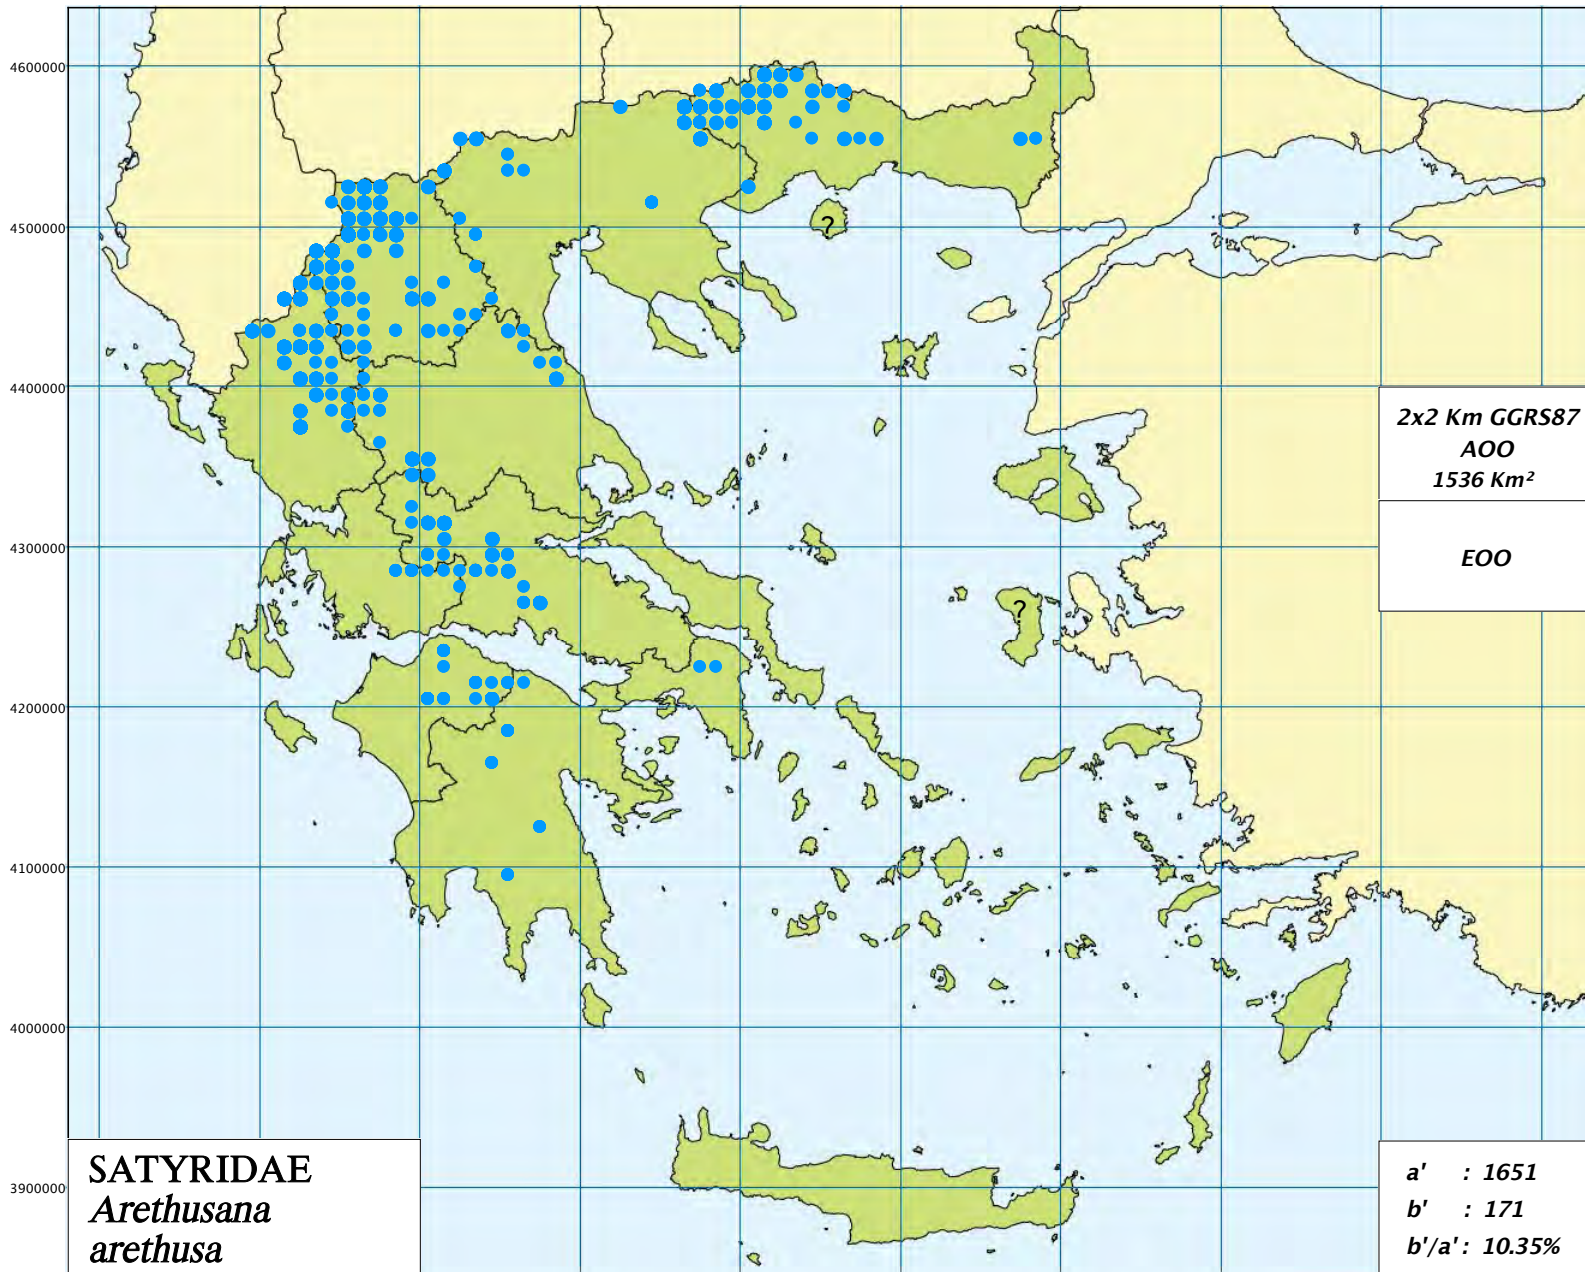 4600000
4500000
?
4400000
2x2 Km GGRS87
AOO
1536 Km²
4300000
EOO
?
4200000
4100000
4000000
3900000
SATYRIDAE
Arethusana
arethusa
a' : 1651
b' : 171
b'/a' : 10.35%